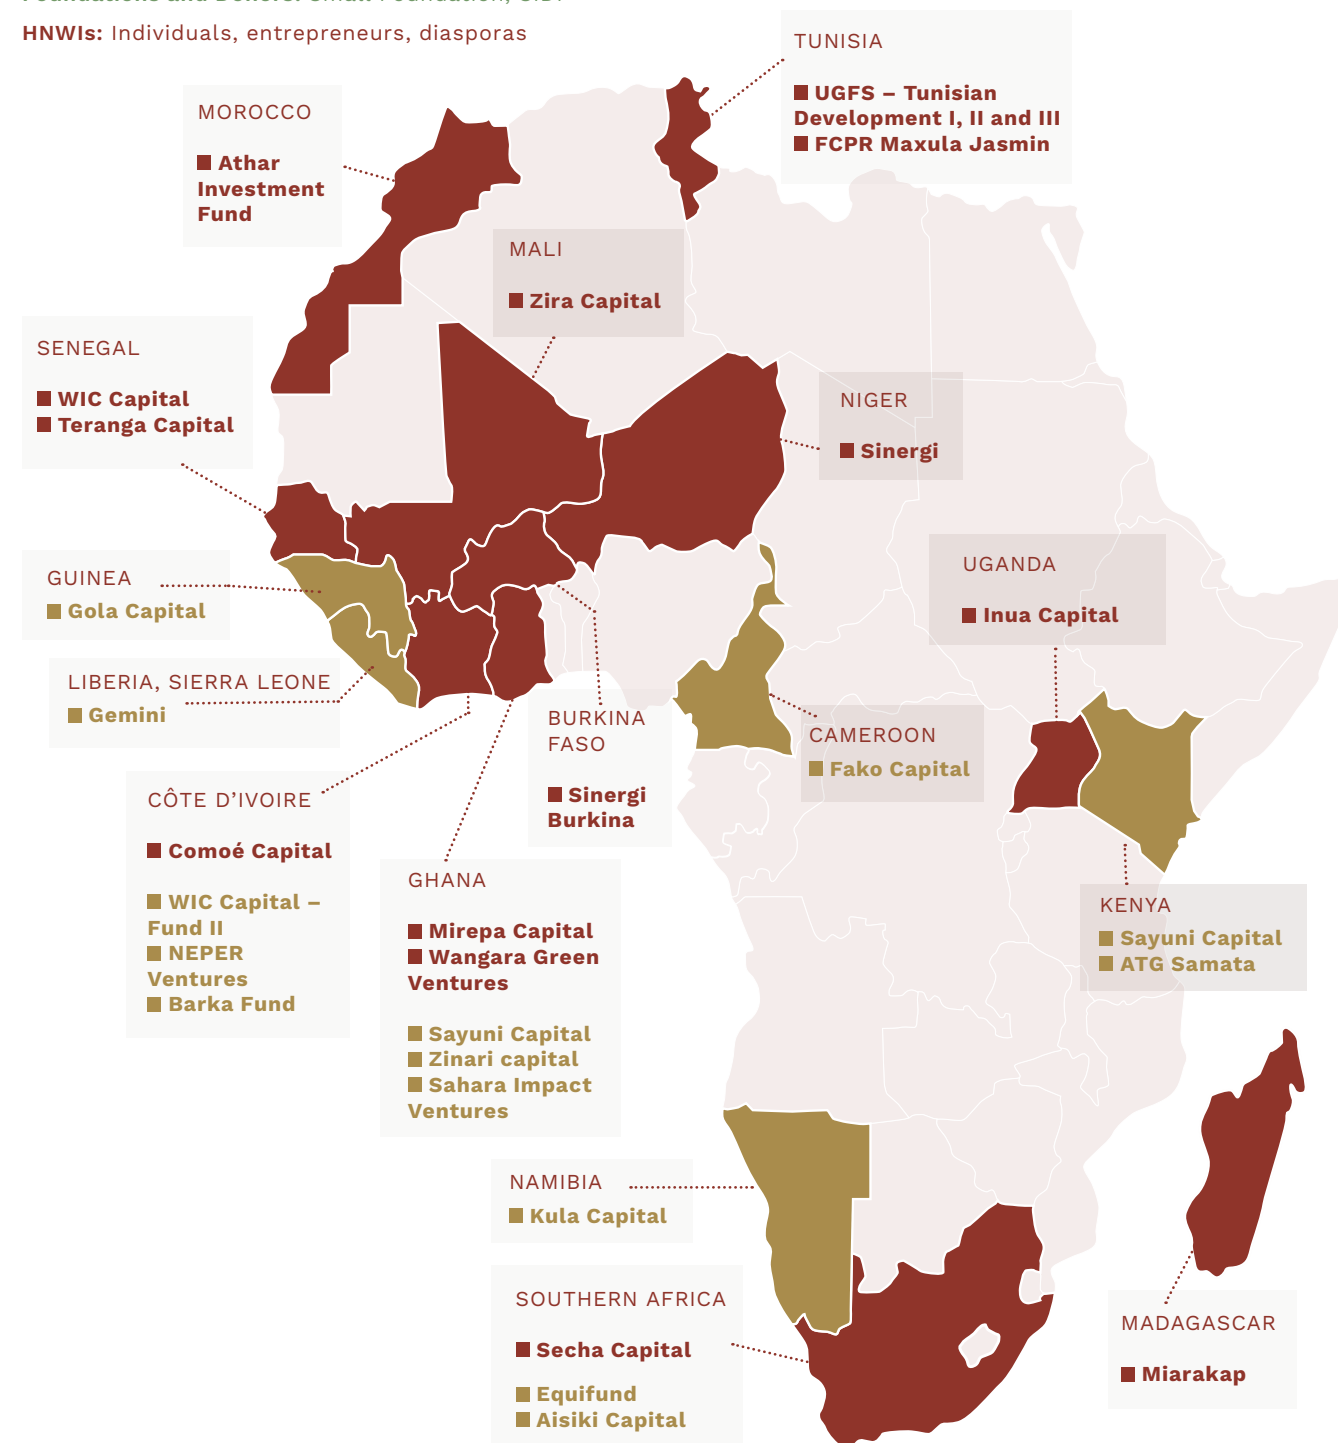 HNWIs: Individuals, entrepreneurs, diasporas
TUNISIA
UGFS – Tunisian
Development I, II and III
FCPR Maxula Jasmin
MOROCCO
Athar
Investment
Fund
MALI
Zira Capital
SENEGAL
WIC Capital
Teranga Capital
NIGER
Sinergi
GUINEA
Gola Capital
UGANDA
Inua Capital
LIBERIA, SIERRA LEONE
Gemini
BURKINA
FASO
Sinergi
Burkina
CAMEROON
Fako Capital
CÔTE D’IVOIRE
Comoé Capital
WIC Capital –
Fund II
NEPER
Ventures
Barka Fund
GHANA
Mirepa Capital
Wangara Green
Ventures
Sayuni Capital
Zinari capital
Sahara Impact
Ventures
KENYA
Sayuni Capital
ATG Samata
NAMIBIA
Kula Capital
SOUTHERN AFRICA
Secha Capital
Equifund
Aisiki Capital
MADAGASCAR
Miarakap